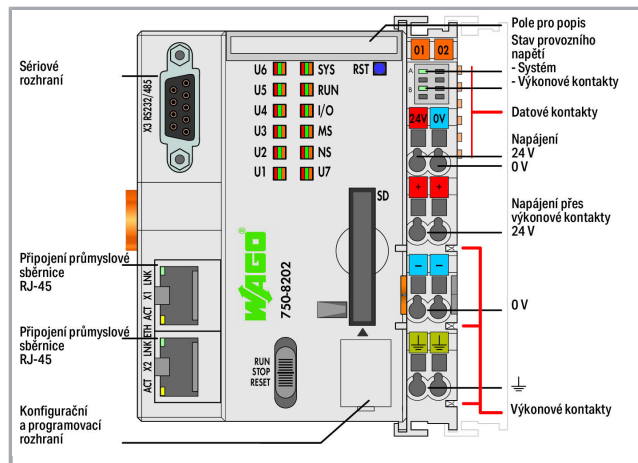 Pole pro popis
Stav provozního
napětí
- Systém
- Výkonové kontakty
Datové kontakty
Napájení
24 V
0 V
Napájení přes
výkonové kontakty
24 V
0 V
Výkonové kontakty
Sériové
rozhraní
Připojení průmyslové
sběrnice
RJ-45
Připojení průmyslové
sběrnice
RJ-45
Konfigurační
a programovací
rozhraní
X3 RS232/485
U6 SYS RST
U5 RUN
U4 I/O
U3 MS
U2 NS
U1 U7
SD
WAGO
750-8202
ACT X1 LNK
ETH
ACT X2 LNK
RUN
STOP
RESET
01 02
A
B
24V 0V
+ +
− −